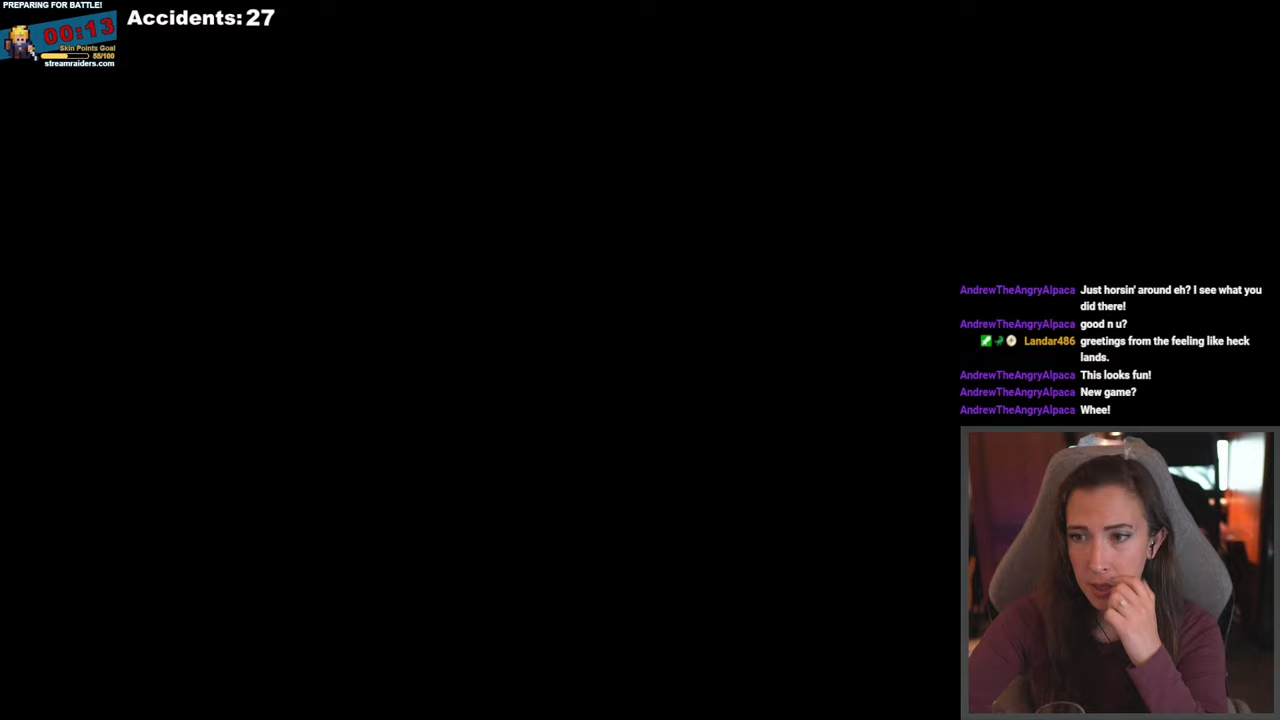 PREPARING FOR BATTLE!
Accidents: 27
00:13
Skin Points Goal
55/100
streamraiders.com
AndrewTheAngryAlpaca Just horsin' around eh? I see what you
did there!
AndrewTheAngryAlpaca good n u?
Landar486 greetings from the feeling like heck
lands.
AndrewTheAngryAlpaca This looks fun!
AndrewTheAngryAlpaca New game?
AndrewTheAngryAlpaca Whee!